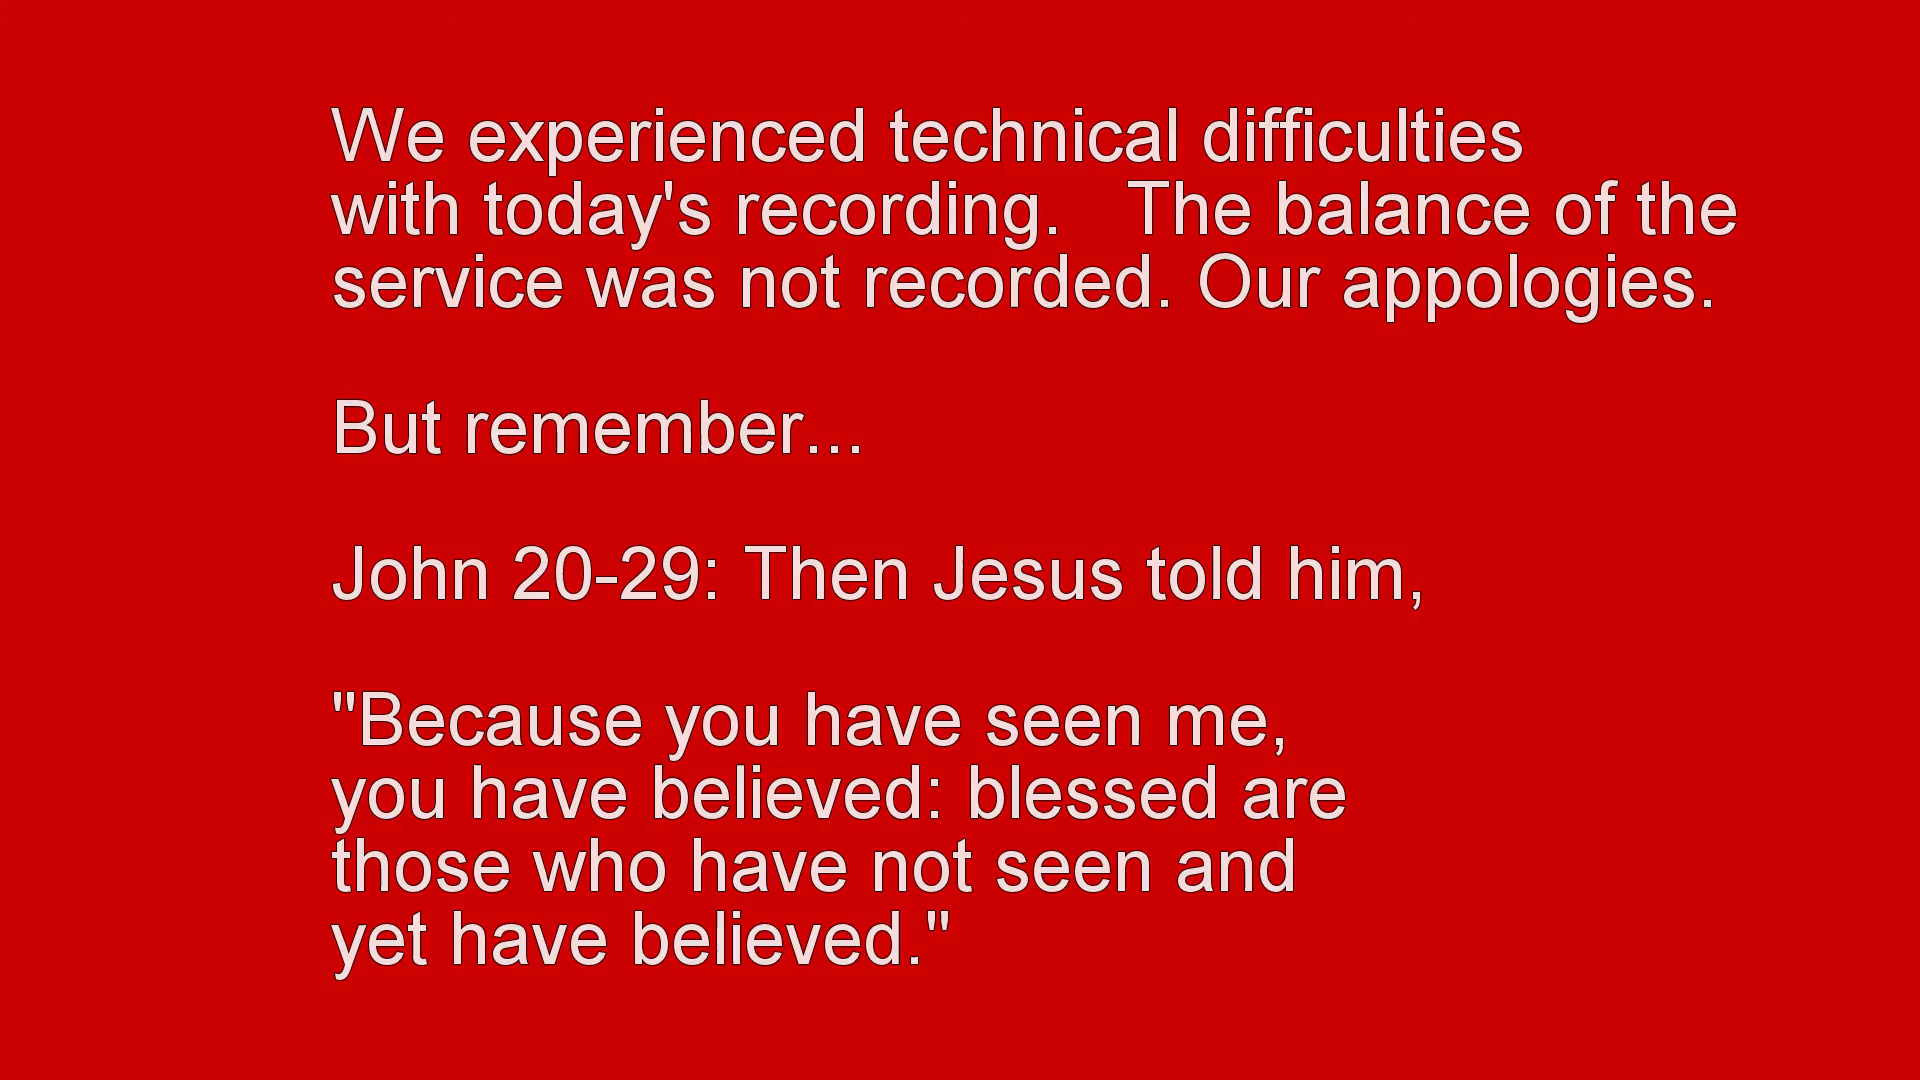 We experienced technical difficulties
with today's recording.   The balance of the
service was not recorded. Our appologies.
But remember...
John 20-29: Then Jesus told him,
"Because you have seen me,
you have believed: blessed are
those who have not seen and
yet have believed."